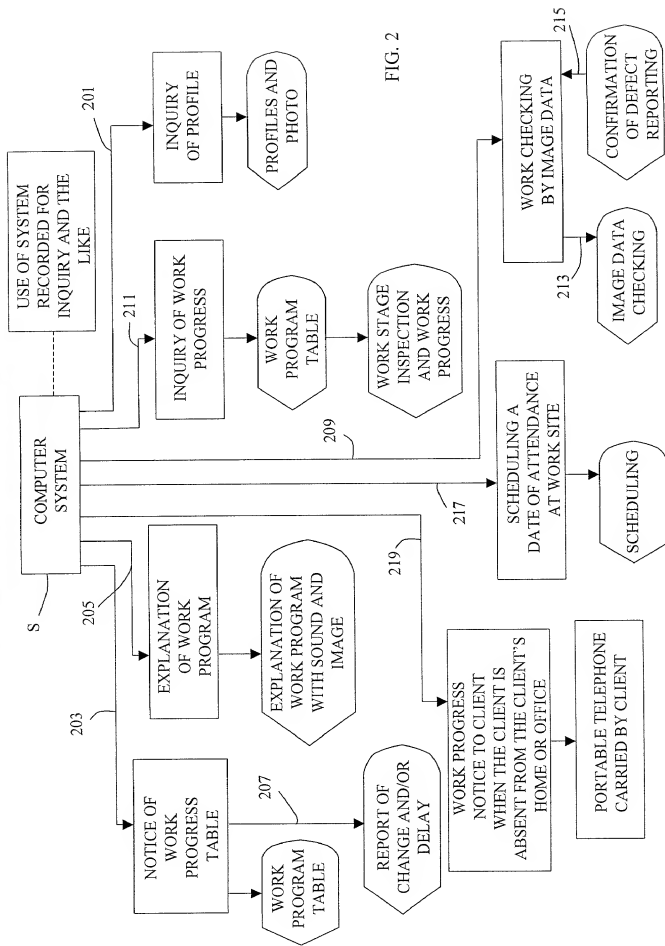 USE OF SYSTEM
RECORDED FOR
INQUIRY AND THE
LIKE
COMPUTER
SYSTEM
S
203
205
211
201
NOTICE OF
WORK
PROGRESS
TABLE
EXPLANATION
OF WORK
PROGRAM
INQUIRY OF WORK
PROGRESS
INQUIRY
OF PROFILE
207
WORK
PROGRAM
TABLE
EXPLANATION OF
WORK PROGRAM
WITH SOUND AND
IMAGE
WORK
PROGRAM
TABLE
PROFILES AND
PHOTO
REPORT OF
CHANGE AND/OR
DELAY
WORK STAGE
INSPECTION
AND WORK
PROGRESS
FIG. 2
219
217
209
WORK PROGRESS
NOTICE TO CLIENT
WHEN THE CLIENT IS
ABSENT FROM THE CLIENT'S
HOME OR OFFICE
SCHEDULING A
DATE OF ATTENDANCE
AT WORK SITE
WORK CHECKING
BY IMAGE DATA
213
215
PORTABLE TELEPHONE
CARRIED BY CLIENT
SCHEDULING
IMAGE DATA
CHECKING
CONFIRMATION
OF DEFECT
REPORTING